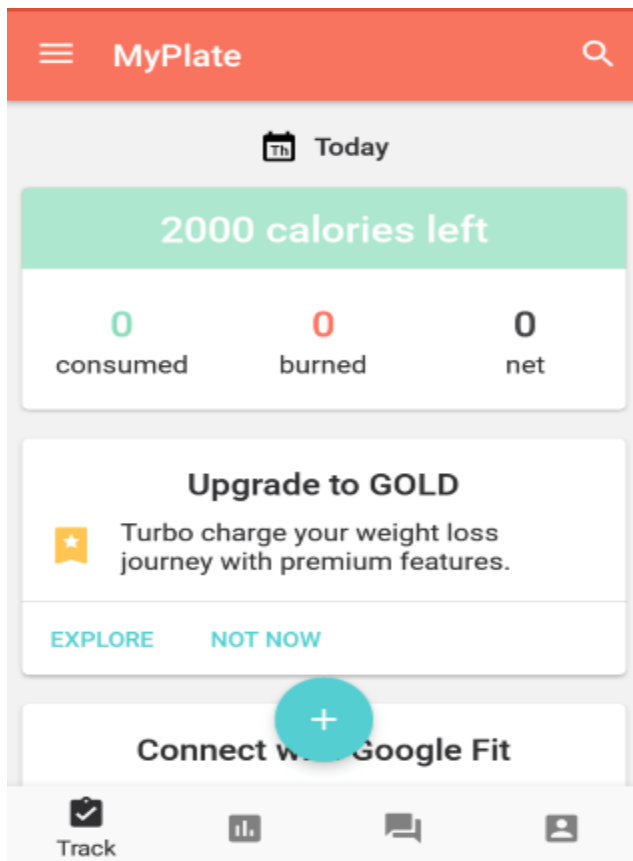 MyPlate
Th Today
2000 calories left
0 0 0
consumed burned net
Upgrade to GOLD
Turbo charge your weight loss
journey with premium features.
EXPLORE NOT NOW
+
Connect Google Fit
Track